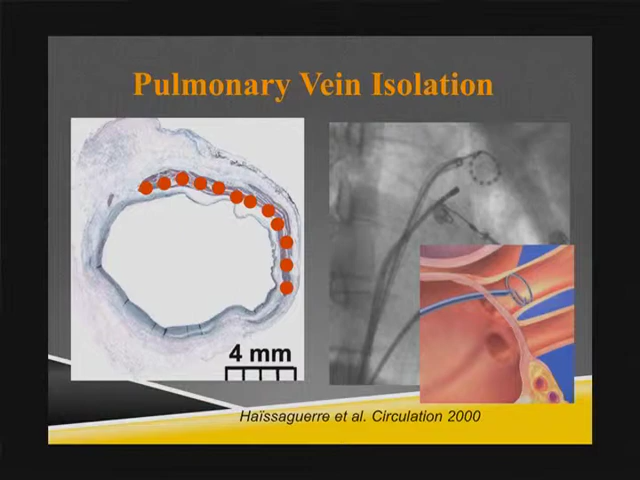 Pulmonary Vein Isolation
4 mm
Haïssaguerre et al. Circulation 2000